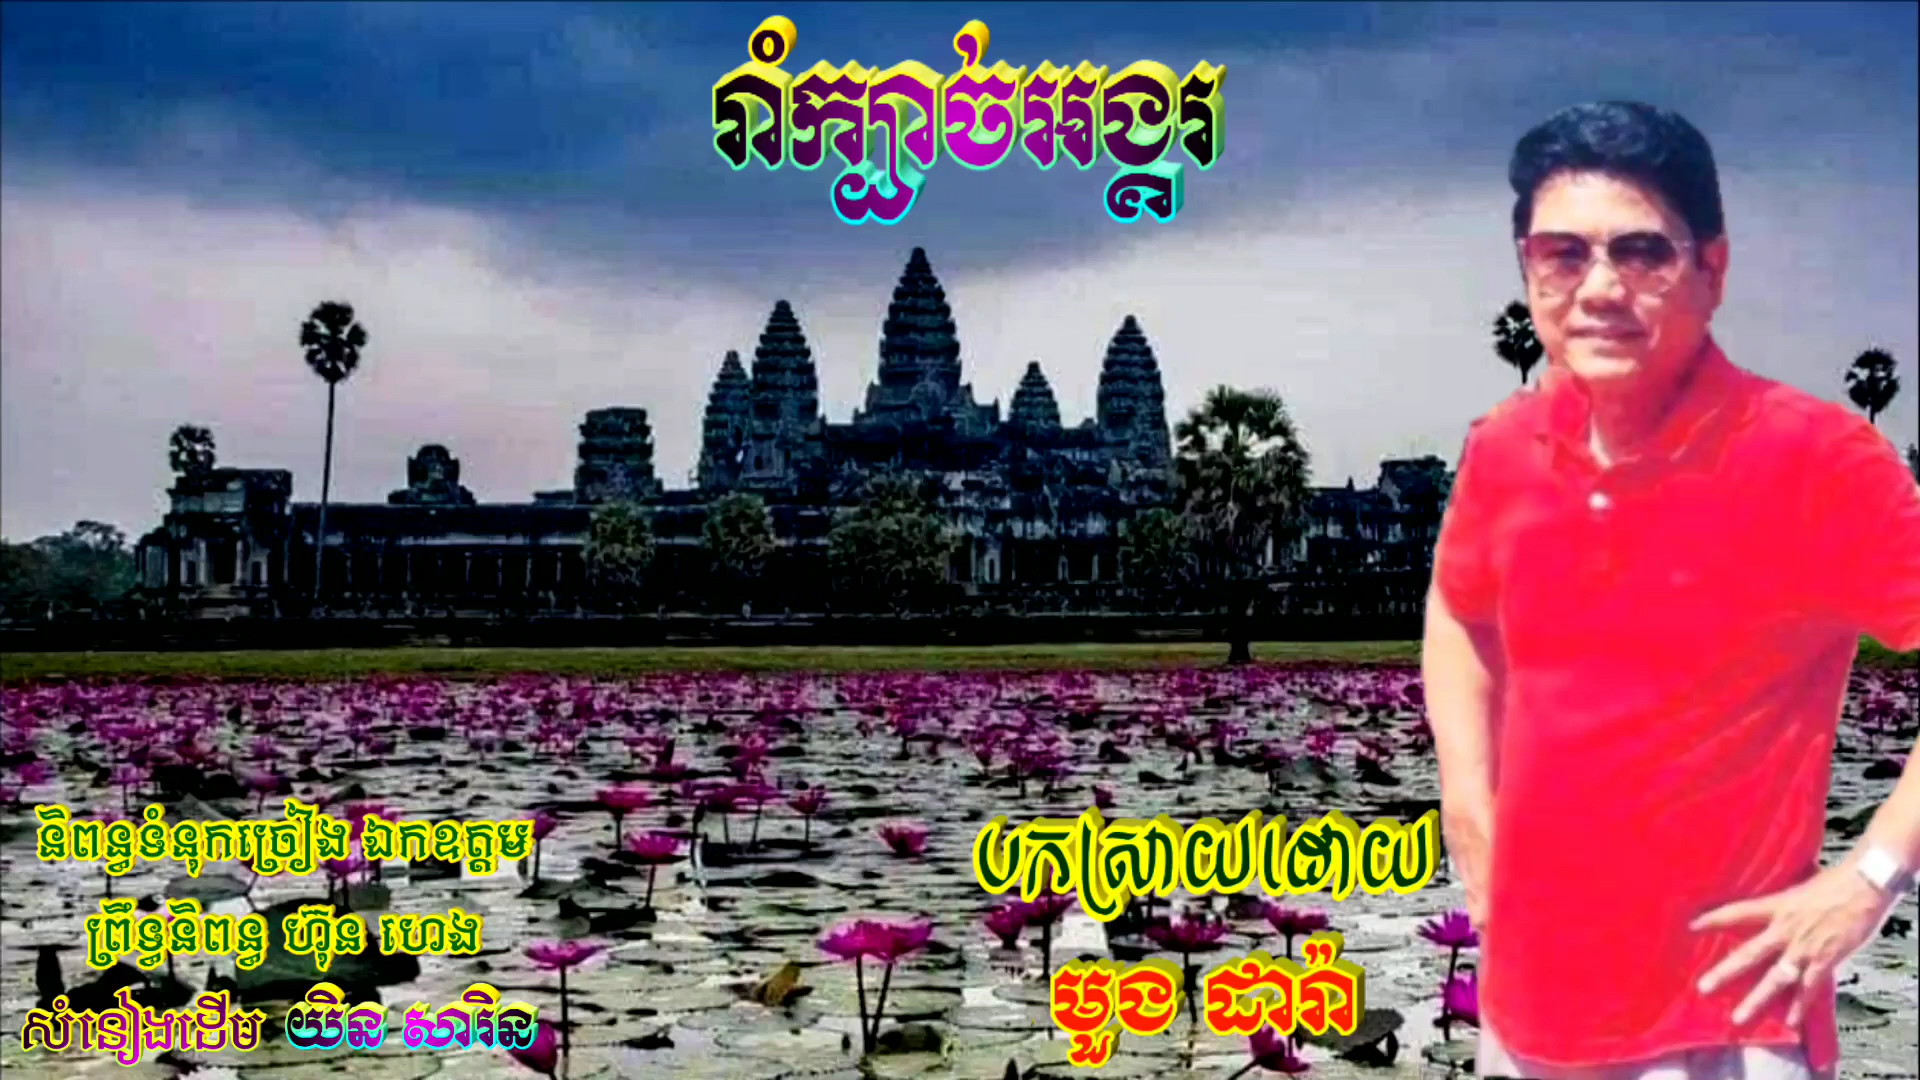 រាំក្បាច់អង្គរ
និពន្ធទំនុកច្រៀង ឯកឧត្តម
ព្រឹទ្ធនិពន្ធ ហ៊ុន ហេង
សំនៀងដើម យិន សារិន
បកស្រាយដោយ
មួង ដារ៉ា